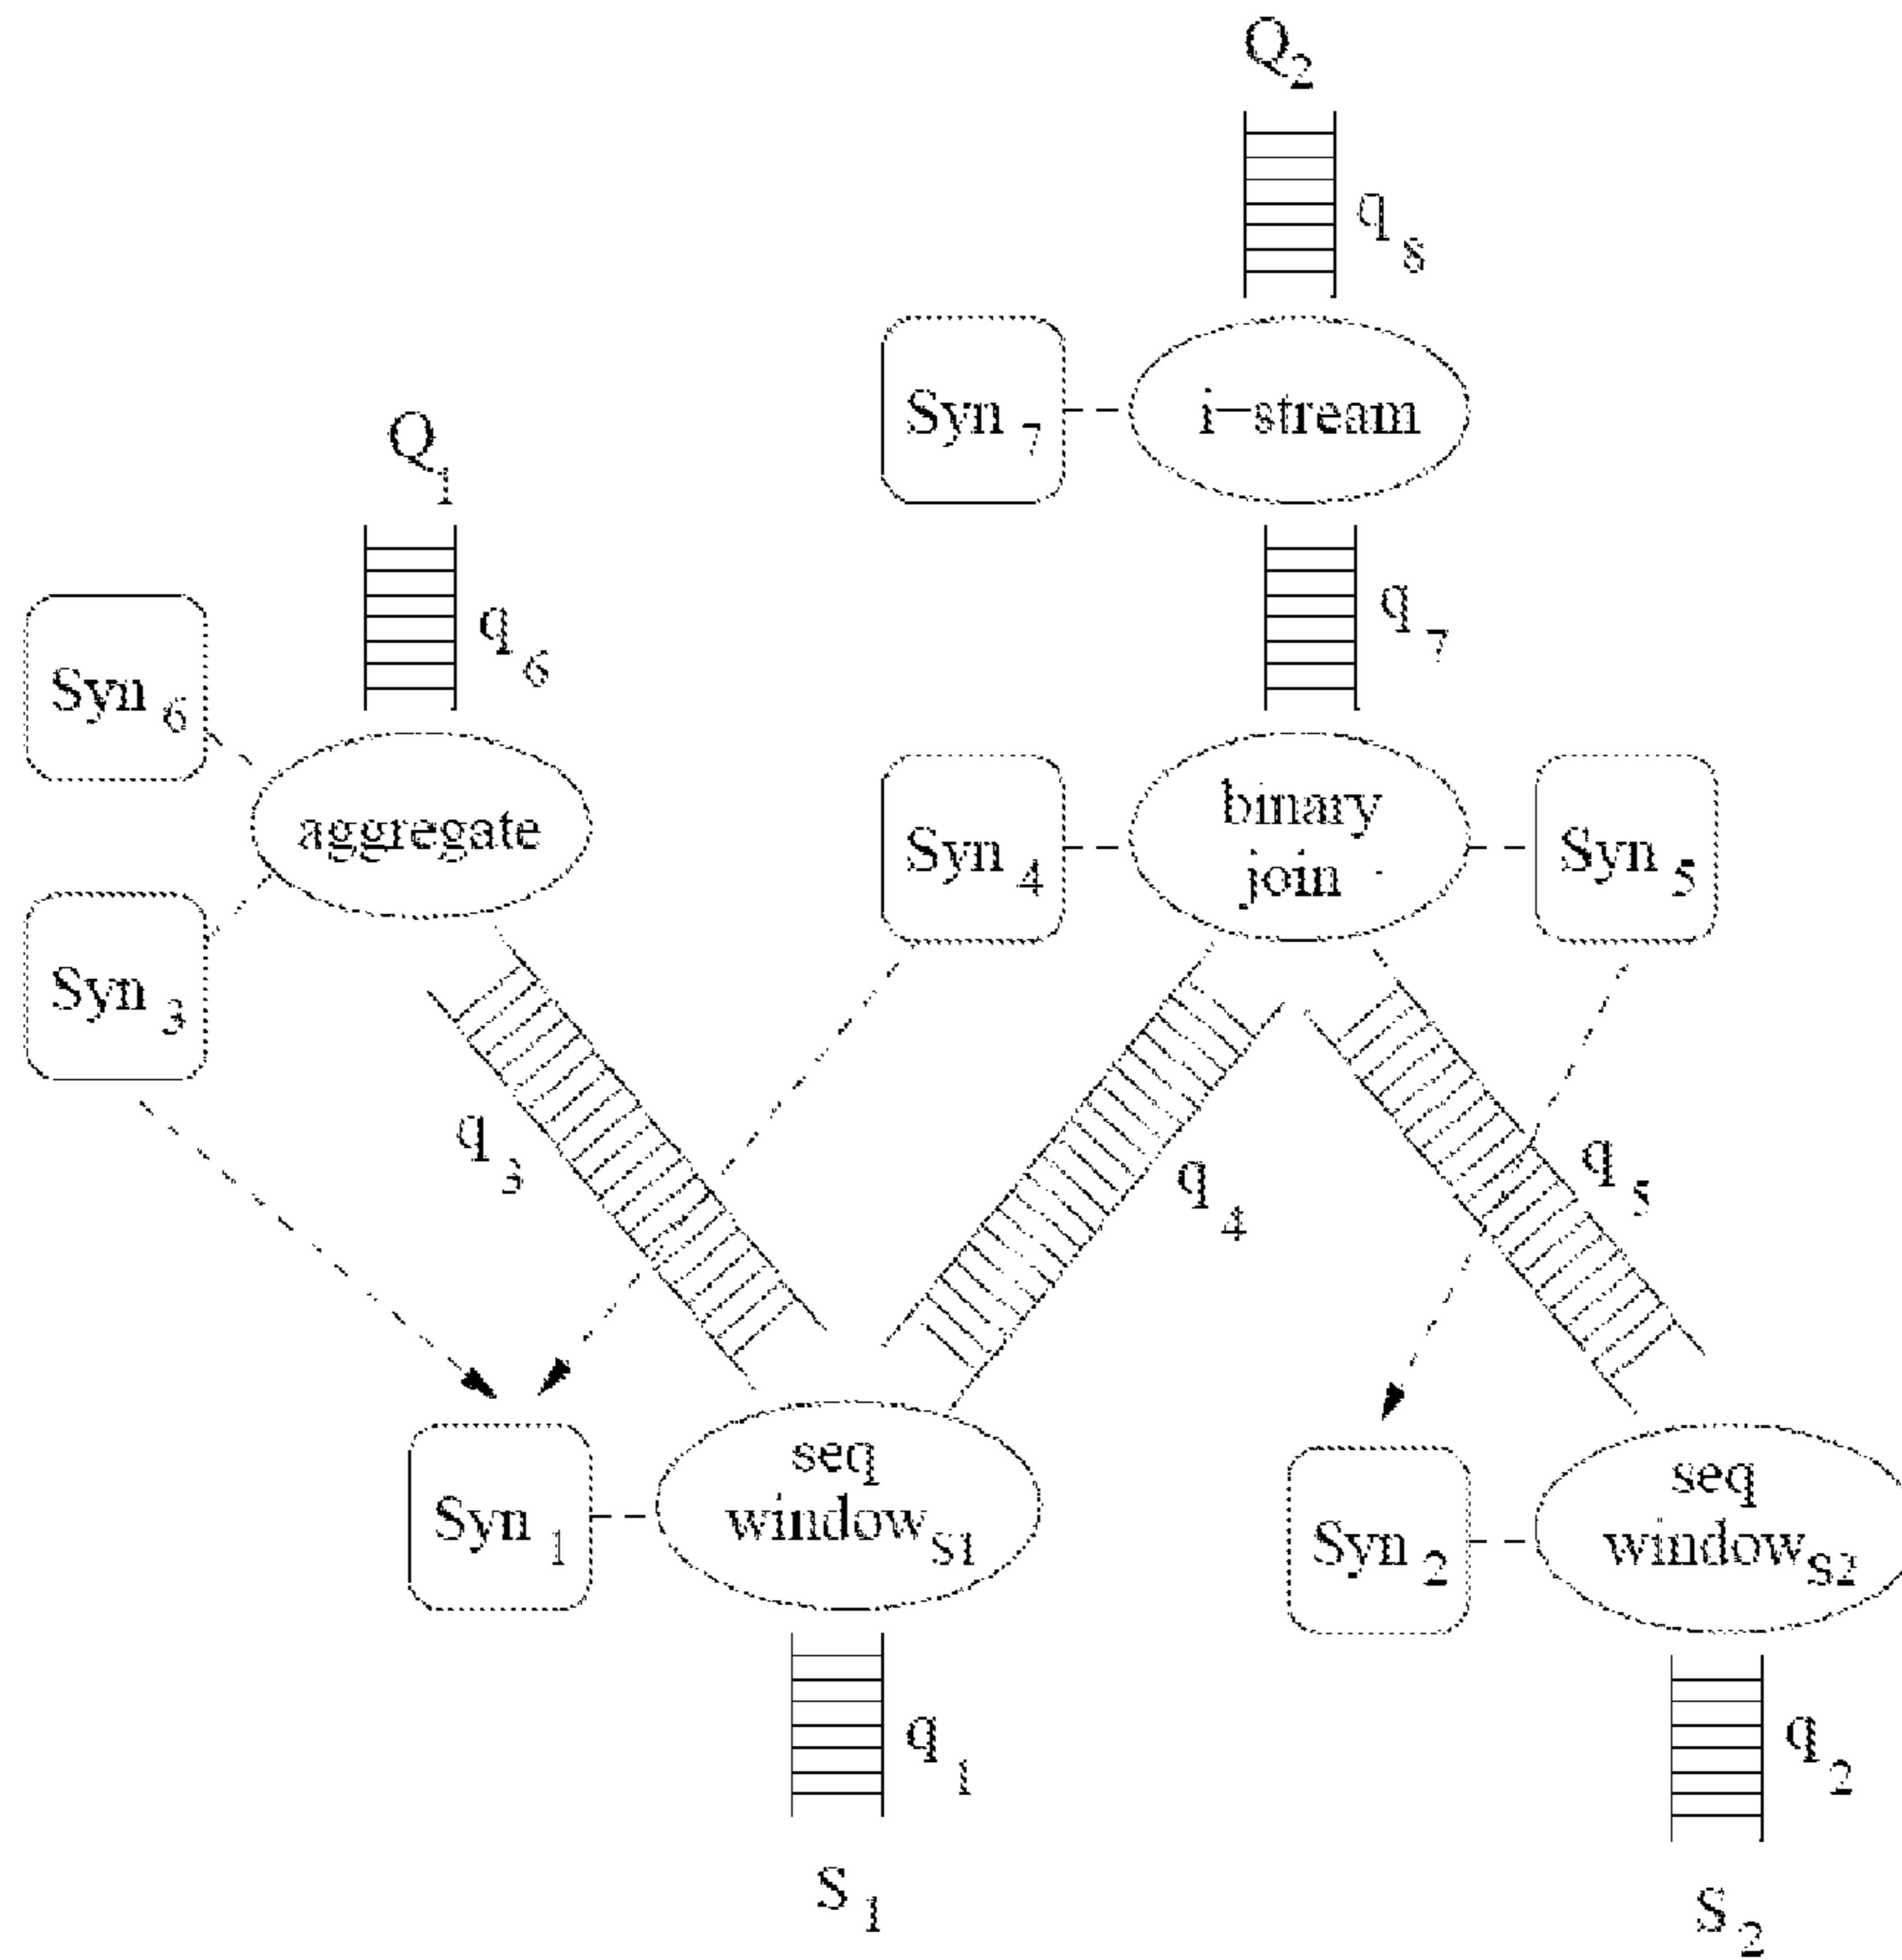 Q2
q8
Syn7
i-stream
Q1
q7
q6
Syn6
aggregate
Syn4
binary
join
Syn5
Syn3
q3
q4
q5
Syn1
seq
windowS1
Syn2
seq
windowS2
q1
q2
S1
S2